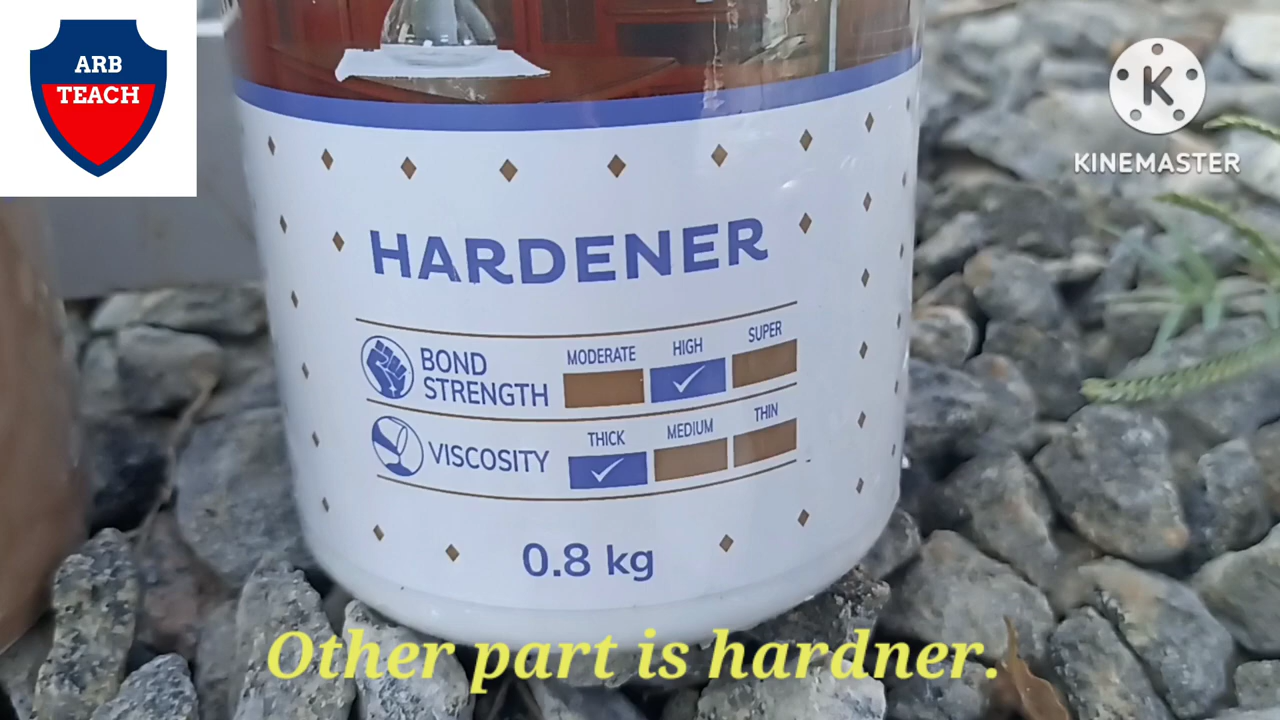 ARB
TEACH
K
KINEMASTER
HARDENER
BOND
STRENGTH
MODERATE HIGH SUPER
VISCOSITY
THICK MEDIUM THIN
0.8 kg
Other part is hardner.